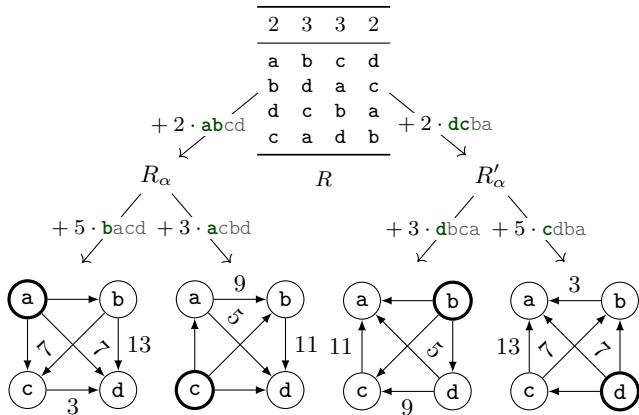 2 3 3 2
a b c d
b d a c
d c b a
c a d b
R
+ 2 · abcd
+ 2 · dcba
Rα
R′α
+ 5 · bacd
+ 3 · acbd
+ 3 · dbca
+ 5 · cdba
a b 7 7 13 c 3 d
a 9 b 5 11 c d
a b 11 5 c 9 d
a 3 b 13 7 7 c d